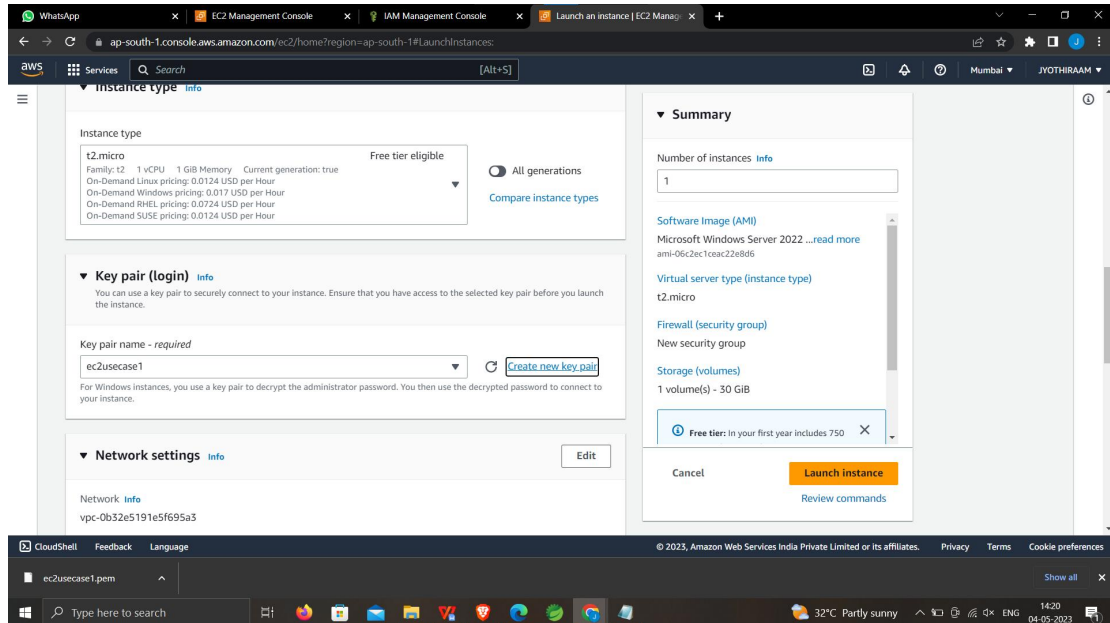 WhatsApp
EC2 Management Console
IAM Management Console
Launch an instance | EC2 Manag
ap-south-1.console.aws.amazon.com/ec2/home?region=ap-south-1#LaunchInstances:
J
aws
Services
Search
[Alt+S]
Mumbai
JYOTHIRAAM
Instance type Info
Instance type
t2.micro
Free tier eligible
Family: t2 1 vCPU 1 GiB Memory Current generation: true
On-Demand Linux pricing: 0.0124 USD per Hour
On-Demand Windows pricing: 0.017 USD per Hour
On-Demand RHEL pricing: 0.0724 USD per Hour
On-Demand SUSE pricing: 0.0124 USD per Hour
All generations
Compare instance types
Key pair (login) Info
You can use a key pair to securely connect to your instance. Ensure that you have access to the selected key pair before you launch
the instance.
Key pair name - required
ec2usecase1
Create new key pair
For Windows instances, you use a key pair to decrypt the administrator password. You then use the decrypted password to connect to
your instance.
Network settings Info
Edit
Network Info
vpc-0b32e5191e5f695a3
Summary
Number of instances Info
1
Software Image (AMI)
Microsoft Windows Server 2022 ...read more
ami-06c2ec1ceac22e8d6
Virtual server type (instance type)
t2.micro
Firewall (security group)
New security group
Storage (volumes)
1 volume(s) - 30 GiB
Free tier: In your first year includes 750
Cancel
Launch instance
Review commands
CloudShell
Feedback
Language
© 2023, Amazon Web Services India Private Limited or its affiliates.
Privacy
Terms
Cookie preferences
ec2usecase1.pem
Show all
Type here to search
32°C Partly sunny
ENG
14:20
04-05-2023